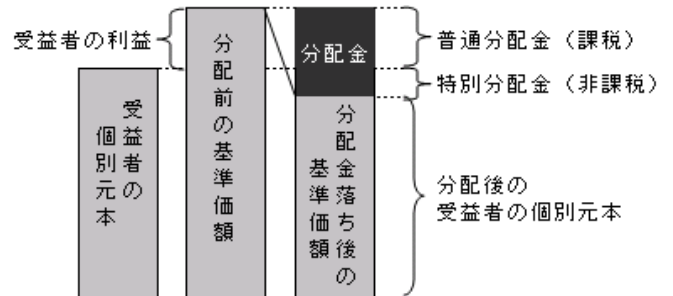 受益者の利益
受益者の
個別元本
分配前の基準価額
分配金
分配金落ち後の
基準価額
普通分配金（課税）
特別分配金（非課税）
分配後の
受益者の個別元本